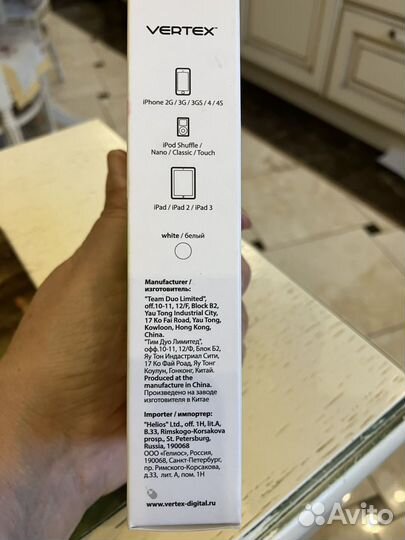 VERTEX™
iPhone 2G / 3G / 3GS / 4 / 4S
iPod Shuffle /
Nano / Classic / Touch
iPad / iPad 2 / iPad 3
white / белый
Manufacturer /
изготовитель:
"Team Duo Limited",
off.10-11, 12/F, Block B2,
Yau Tong Industrial City,
17 Ko Fai Road, Yau Tong,
Kowloon, Hong Kong,
China.
"Тим Дуо Лимитед",
офф.10-11, 12/Ф, Блок Б2,
Яу Тон Индастриал Сити,
17 Ко Фай Роад, Яу Тонг
Коулун, Гонконг, Китай.
Produced at the
manufacture in China.
Произведено на заводе
изготовителя в Китае
Importer / импортер:
"Helios" Ltd., off. 1H, lit.A,
B.33, Rimskogo-Korsakova
prosp., St. Petersburg,
Russia, 190068
ООО «Гелиос», Россия,
190068, Санкт-Петербург,
пр. Римского-Корсакова,
д.33, лит. А, пом. 1Н
www.vertex-digital.ru
Avito